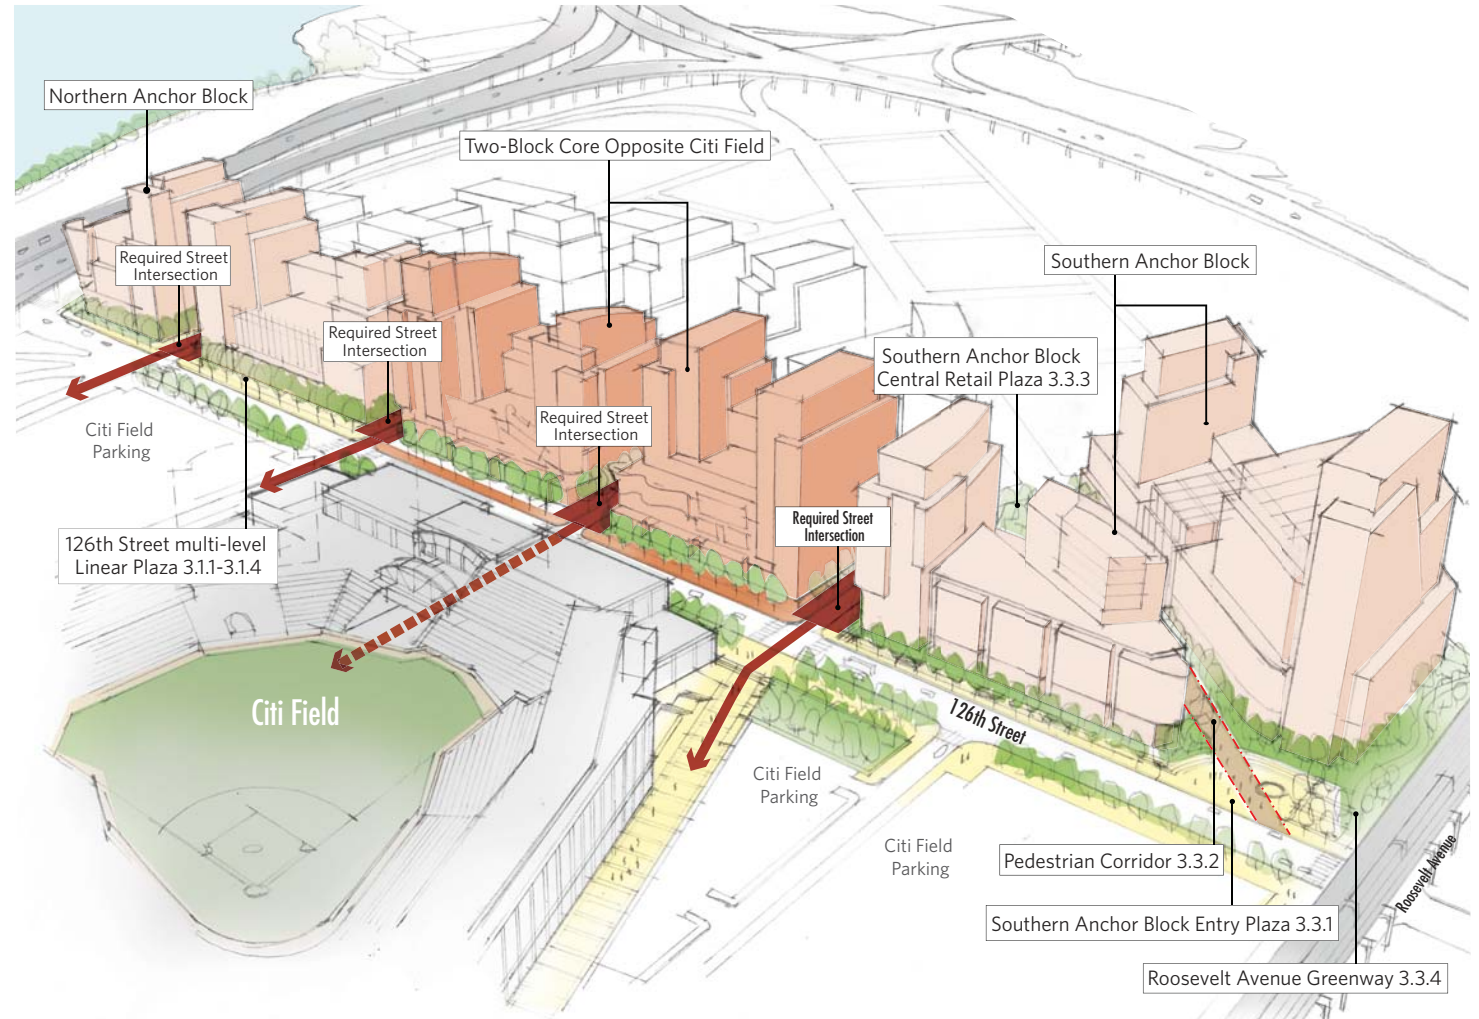 Northern Anchor Block
Two-Block Core Opposite Citi Field
Required Street
Intersection
Southern Anchor Block
Required Street
Intersection
Southern Anchor Block
Central Retail Plaza 3.3.3
Required Street
Intersection
Citi Field
Parking
Required Street
Intersection
126th Street multi-level
Linear Plaza 3.1.1-3.1.4
Citi Field
126th Street
Citi Field
Parking
Citi Field
Parking
Pedestrian Corridor 3.3.2
Roosevelt Avenue
Southern Anchor Block Entry Plaza 3.3.1
Roosevelt Avenue Greenway 3.3.4